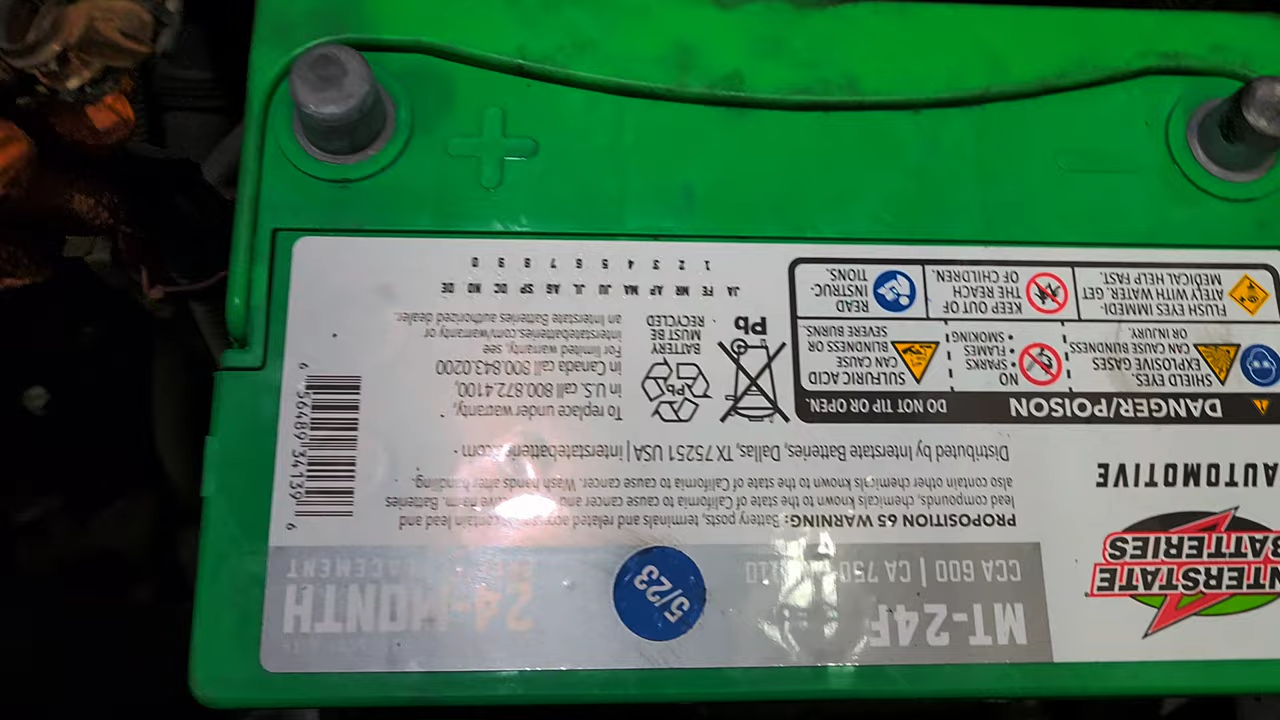 INTERSTATE
BATTERIES
AUTOMOTIVE
MT-24F
CCA 600 | CA 750
5/23
24-MONTH
PROPOSITION 65 WARNING: Battery posts, terminals and related contain lead and
lead compounds, chemicals known to the state of California to cause cancer and harm. Batteries
also contain other chemicals known to the state of California to cause cancer. Wash hands after handling.
Distributed by Interstate Batteries, Dallas, TX 75251 USA | interstatebatteries.com
DANGER/POISON
DO NOT TIP OR OPEN.
SHIELD EYES.
EXPLOSIVE GASES
CAN CAUSE BLINDNESS
OR INJURY.
NO
• SPARKS
• FLAMES
• SMOKING
SULFURIC ACID
CAN CAUSE
BLINDNESS OR
SEVERE BURNS.
FLUSH EYES IMMEDI-
ATELY WITH WATER. GET
MEDICAL HELP FAST.
KEEP OUT OF
THE REACH
OF CHILDREN.
READ
INSTRUC-
TIONS.
Pb
Pb
BATTERY
MUST BE
RECYCLED
To replace under warranty,
in U.S. call 800.872.4100,
in Canada call 800.843.0200
For limited warranty, see
interstatebatteries.com/warranty or
an Interstate Batteries authorized dealer.
JA FE MR AP MA JU JL AG SP OC NO DE
1 2 3 4 5 6 7 8 9 0
6 56489 34139 6